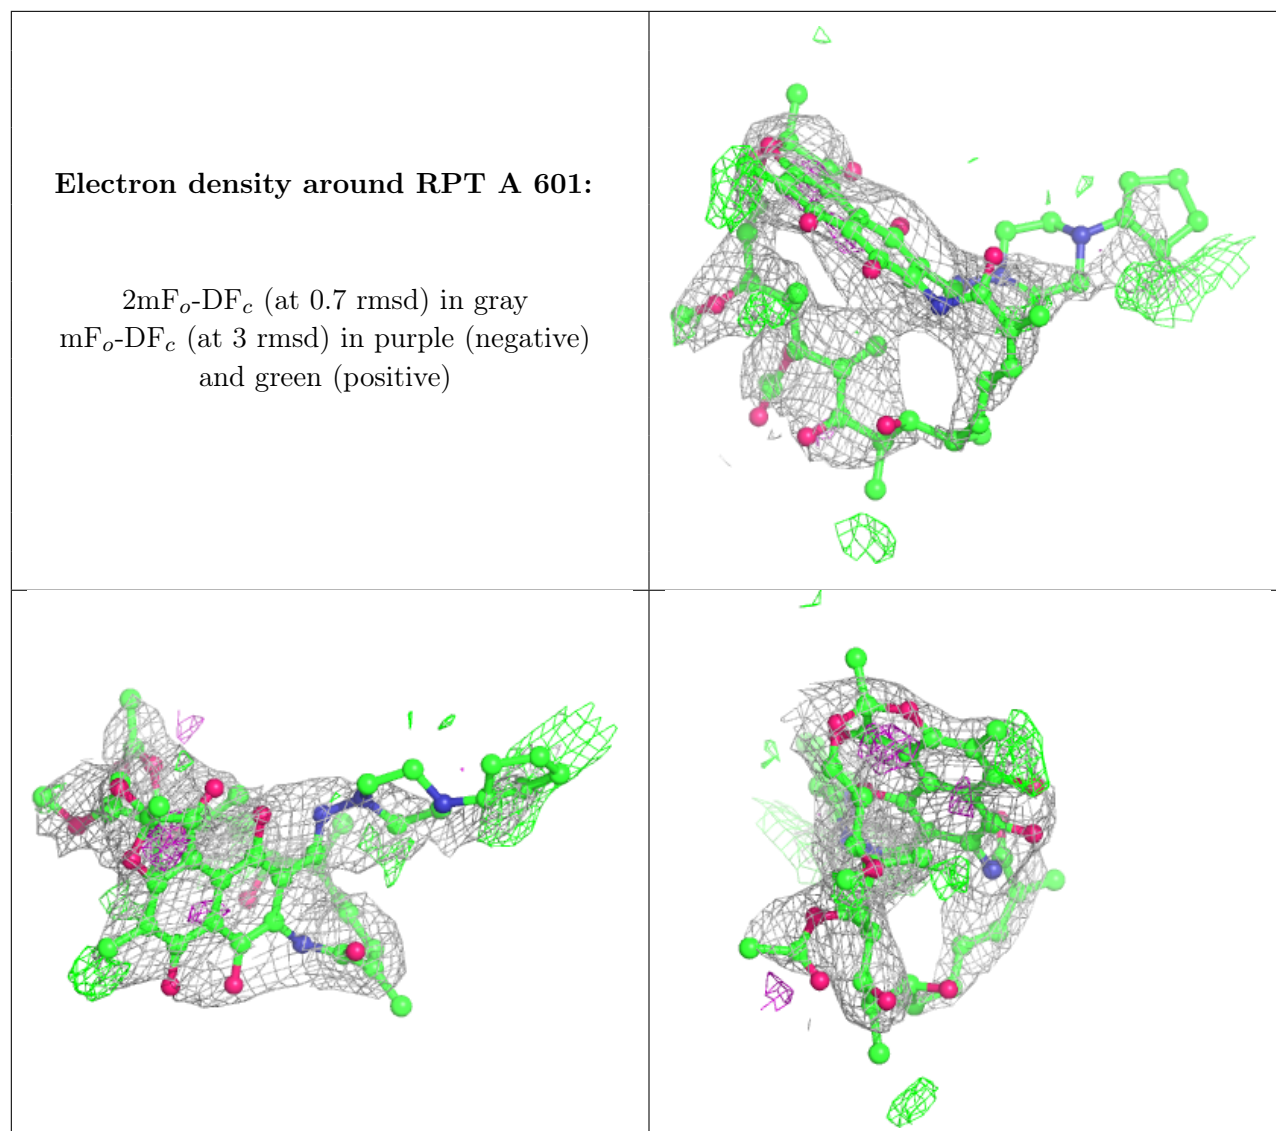 Electron density around RPT A 601:
2mFo-DFc (at 0.7 rmsd) in gray
mFo-DFc (at 3 rmsd) in purple (negative)
and green (positive)